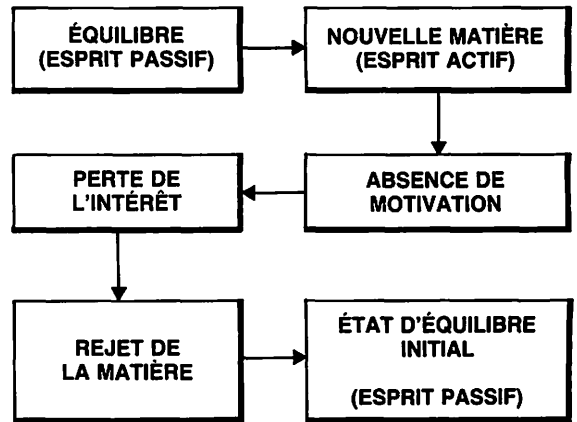 ÉQUILIBRE
(ESPRIT PASSIF)
NOUVELLE MATIÈRE
(ESPRIT ACTIF)
ABSENCE DE
MOTIVATION
PERTE DE
L'INTÉRÊT
REJET DE
LA MATIÈRE
ÉTAT D'ÉQUILIBRE
INITIAL
(ESPRIT PASSIF)